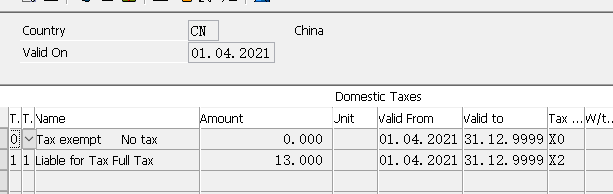 Country CN China
Valid On 01.04.2021
Domestic Taxes
T. T. Name Amount Unit Valid From Valid to Tax ... W/t...
0 Tax exempt No tax 0.000 01.04.2021 31.12.9999 X0
1 1 Liable for Tax Full Tax 13.000 01.04.2021 31.12.9999 X2